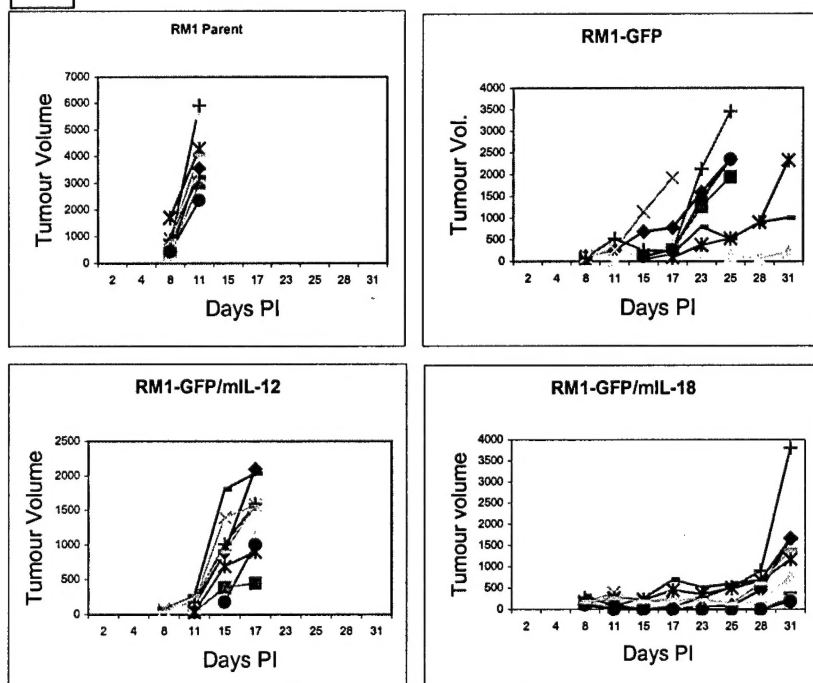 RM1 Parent
Tumour Volume
7000
6000
5000
4000
3000
2000
1000
0
2 4 8 11 15 17 23 25 28 31
Days PI
RM1-GFP
Tumour Vol.
4000
3500
3000
2500
2000
1500
1000
500
0
2 4 8 11 15 17 23 25 28 31
Days PI
RM1-GFP/mIL-12
Tumour Volume
2500
2000
1500
1000
500
0
2 4 8 11 15 17 23 25 28 31
Days PI
RM1-GFP/mIL-18
Tumour volume
4000
3500
3000
2500
2000
1500
1000
500
0
2 4 8 11 15 17 23 25 28 31
Days PI